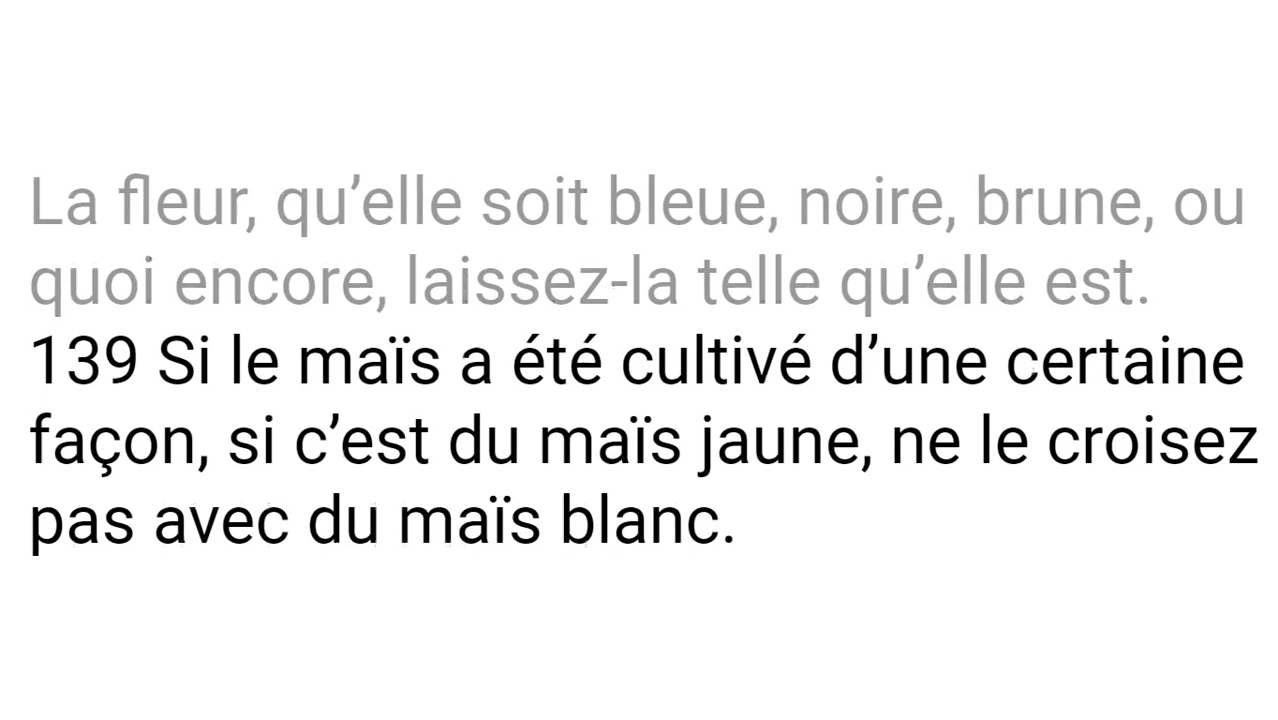 La fleur, qu’elle soit bleue, noire, brune, ou
quoi encore, laissez-la telle qu’elle est.
139 Si le maïs a été cultivé d’une certaine
façon, si c’est du maïs jaune, ne le croisez
pas avec du maïs blanc.